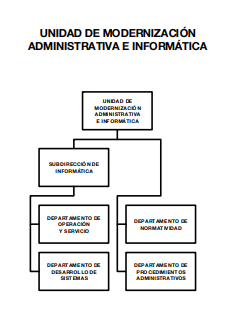 UNIDAD DE MODERNIZACIÓN
ADMINISTRATIVA E INFORMÁTICA
UNIDAD DE
MODERNIZACIÓN
ADMINISTRATIVA
E INFORMÁTICA
SUBDIRECCIÓN DE
INFORMÁTICA
DEPARTAMENTO DE
OPERACIÓN
Y SERVICIO
DEPARTAMENTO DE
NORMATIVIDAD
DEPARTAMENTO DE
DESARROLLO DE
SISTEMAS
DEPARTAMENTO DE
PROCEDIMIENTOS
ADMINISTRATIVOS